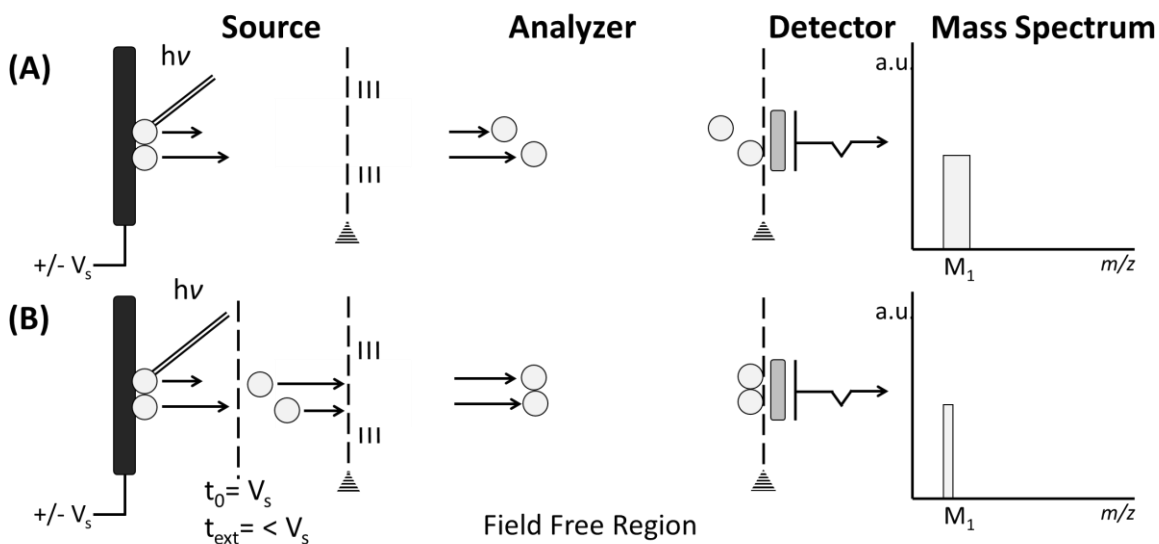 Source Analyzer Detector Mass Spectrum
(A)
hν
a.u.
+/- Vₛ
M₁ m/z
(B)
hν
a.u.
+/- Vₛ
t₀= Vₛ
tₑₓₜ= < Vₛ
Field Free Region
M₁ m/z